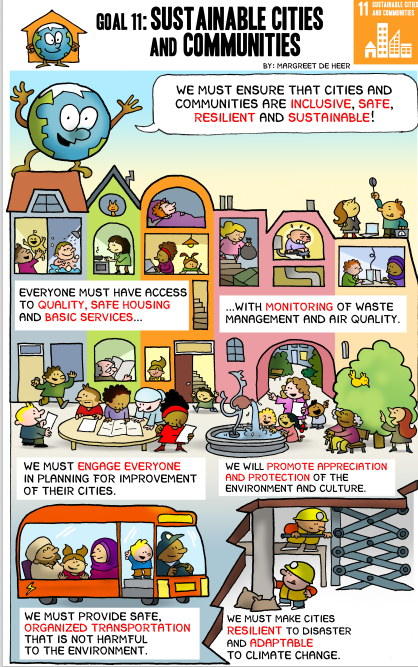 GOAL 11: SUSTAINABLE CITIES
AND COMMUNITIES
BY: MARGREET DE HEER
11 SUSTAINABLE CITIES
AND COMMUNITIES
WE MUST ENSURE THAT CITIES AND
COMMUNITIES ARE INCLUSIVE, SAFE,
RESILIENT AND SUSTAINABLE!
EVERYONE MUST HAVE ACCESS
TO QUALITY, SAFE HOUSING
AND BASIC SERVICES...
...WITH MONITORING OF WASTE
MANAGEMENT AND AIR QUALITY.
WE MUST ENGAGE EVERYONE
IN PLANNING FOR IMPROVEMENT
OF THEIR CITIES.
WE WILL PROMOTE APPRECIATION
AND PROTECTION OF THE
ENVIRONMENT AND CULTURE.
WE MUST PROVIDE SAFE,
ORGANIZED TRANSPORTATION
THAT IS NOT HARMFUL
TO THE ENVIRONMENT.
WE MUST MAKE CITIES
RESILIENT TO DISASTER
AND ADAPTABLE
TO CLIMATE CHANGE.